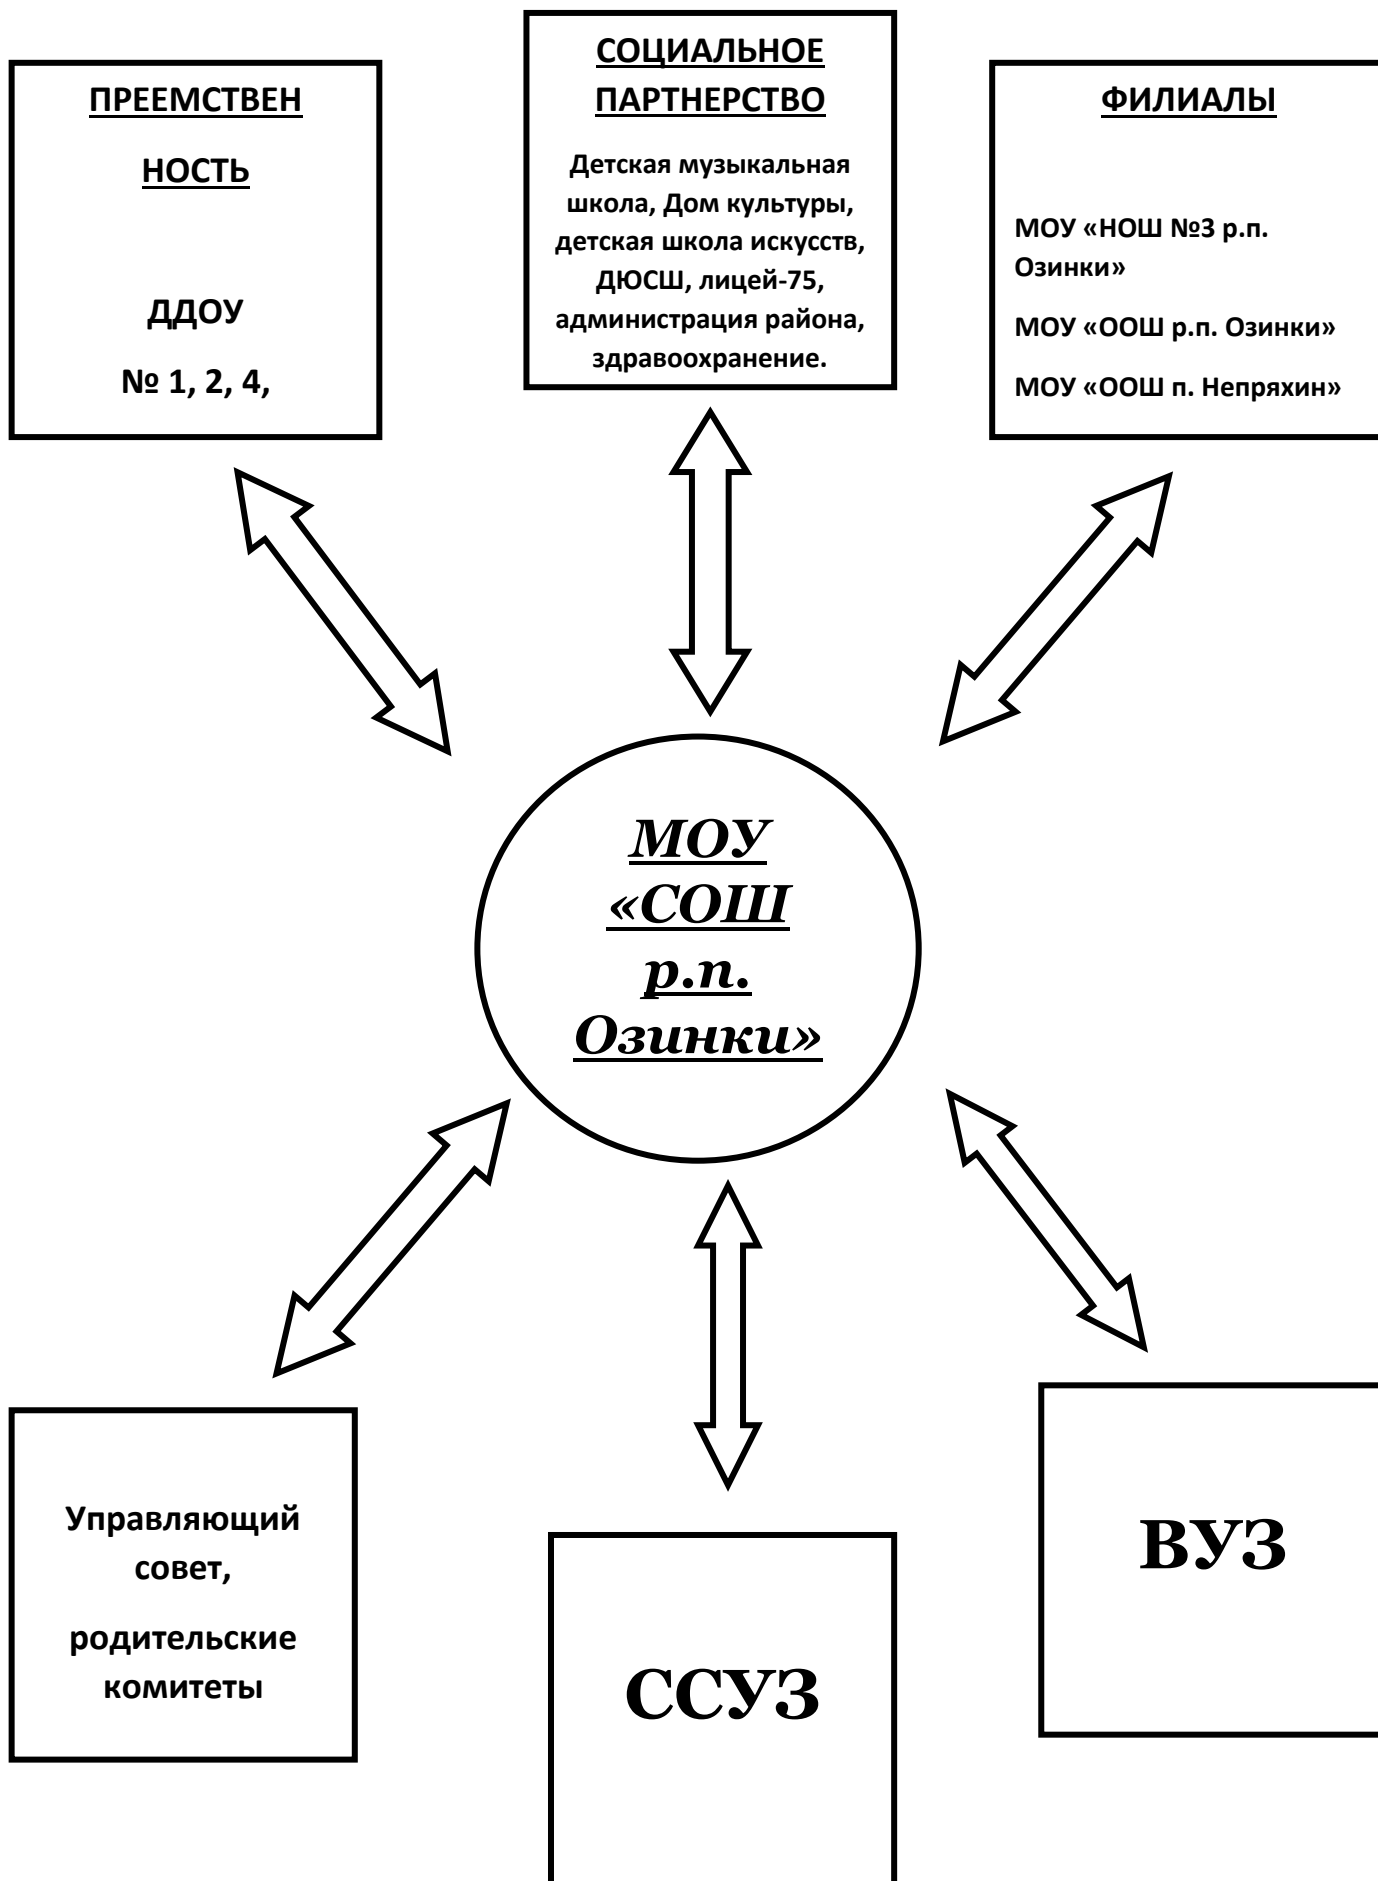 ПРЕЕМСТВЕН
НОСТЬ
ДДОУ
№ 1, 2, 4,
СОЦИАЛЬНОЕ
ПАРТНЕРСТВО
Детская музыкальная
школа, Дом культуры,
детская школа искусств,
ДЮСШ, лицей-75,
администрация района,
здравоохранение.
ФИЛИАЛЫ
МОУ «НОШ №3 р.п.
Озинки»
МОУ «ООШ р.п. Озинки»
МОУ «ООШ п. Непряхин»
МОУ
«СОШ
р.п.
Озинки»
Управляющий
совет,
родительские
комитеты
ССУЗ
ВУЗ